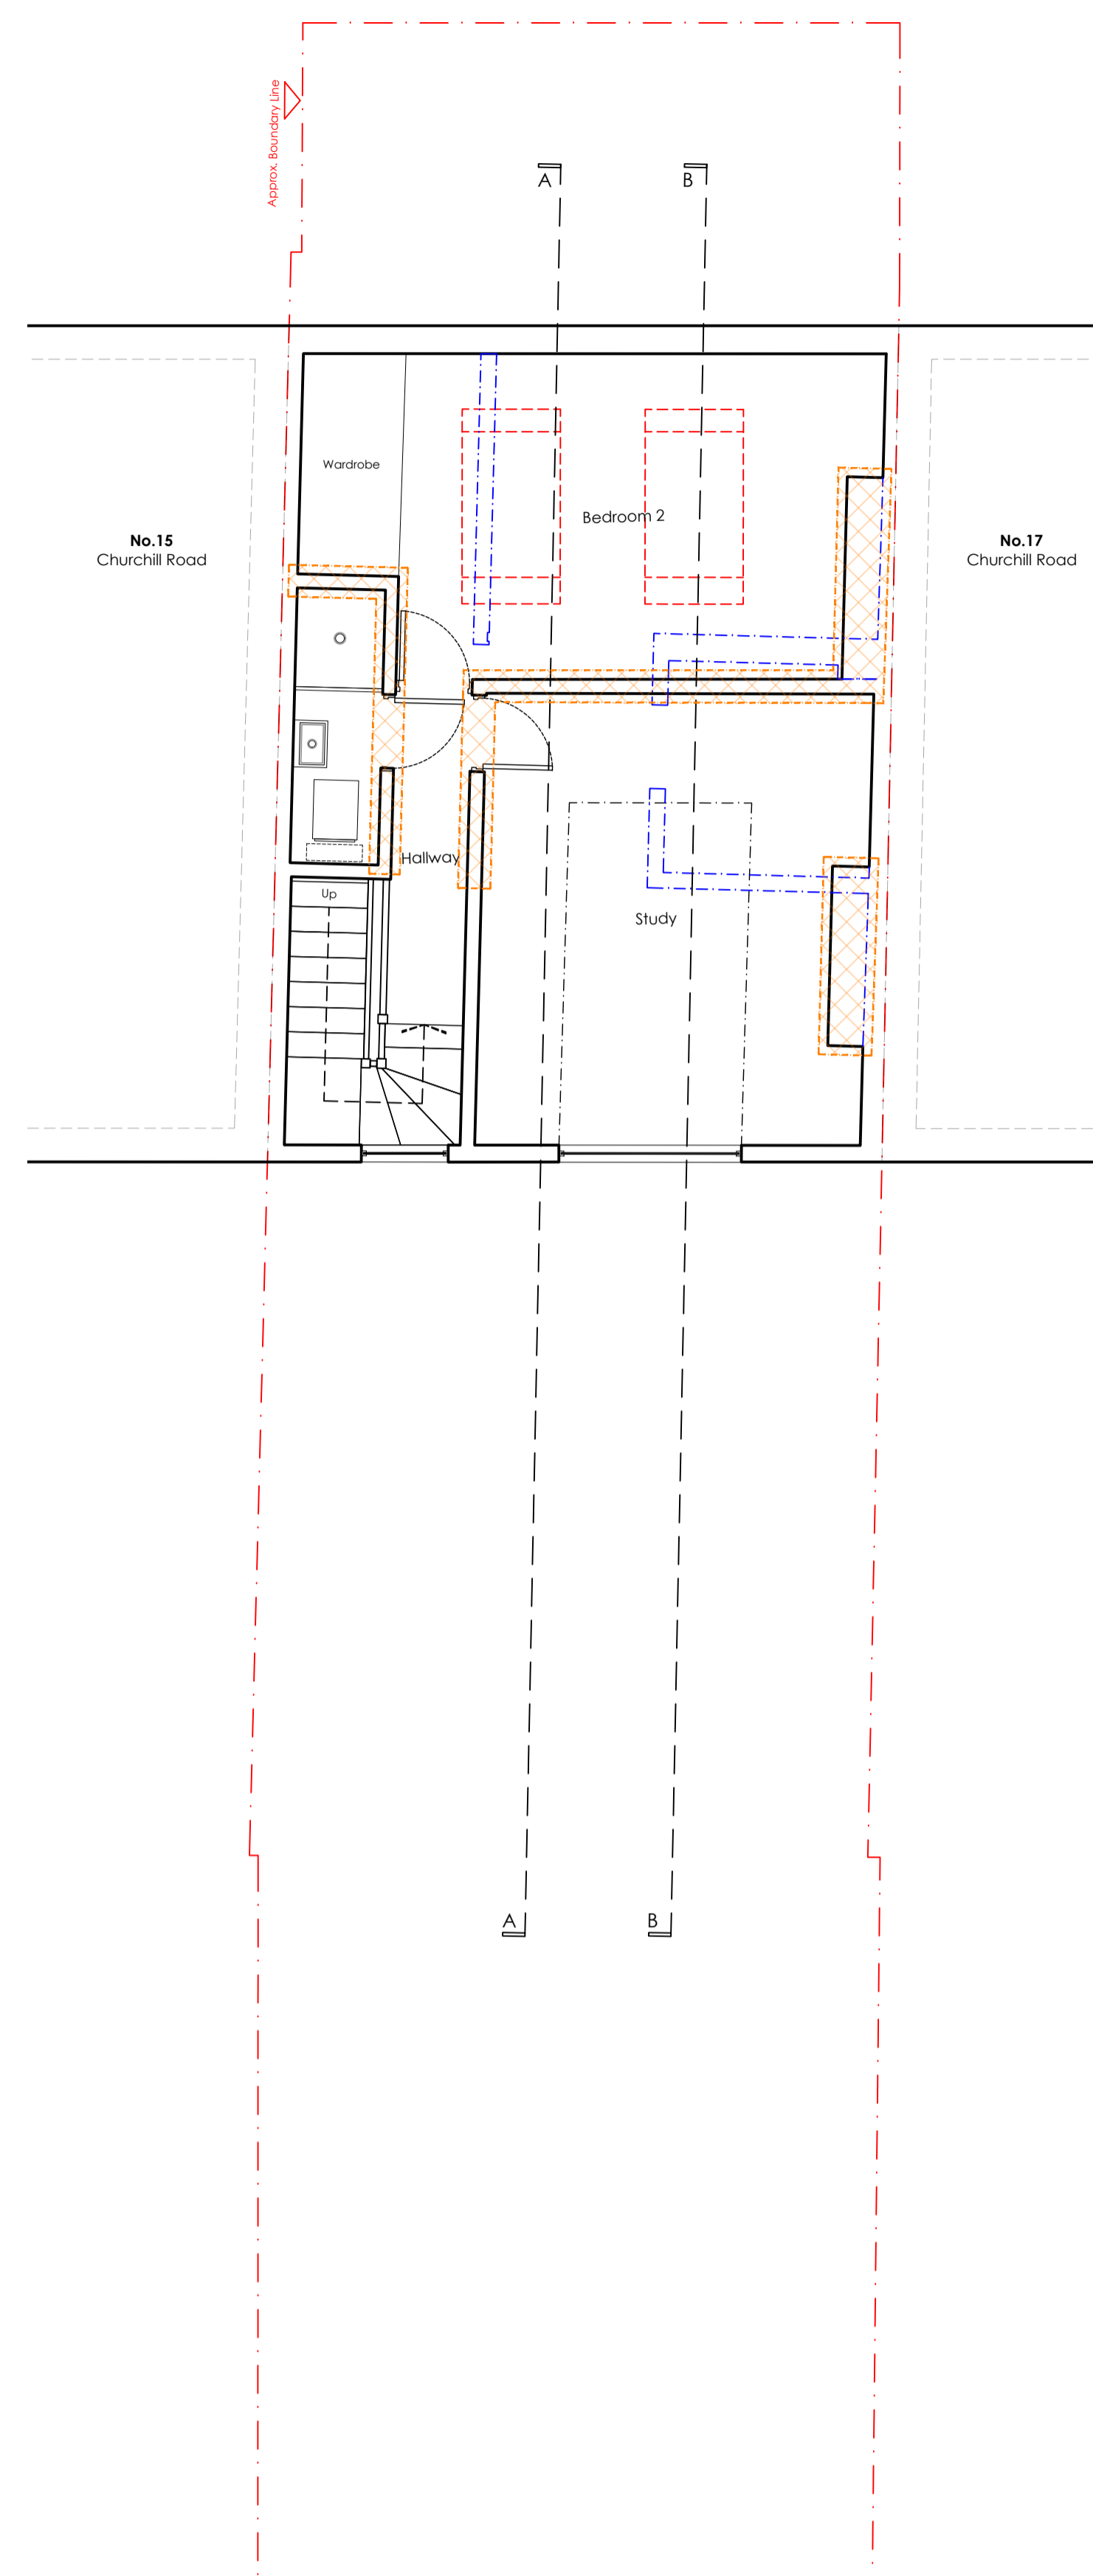 Approx. Boundary Line
A
B
Wardrobe
Bedroom 2
No.15
Churchill Road
No.17
Churchill Road
Hallway
Up
Study
A
B